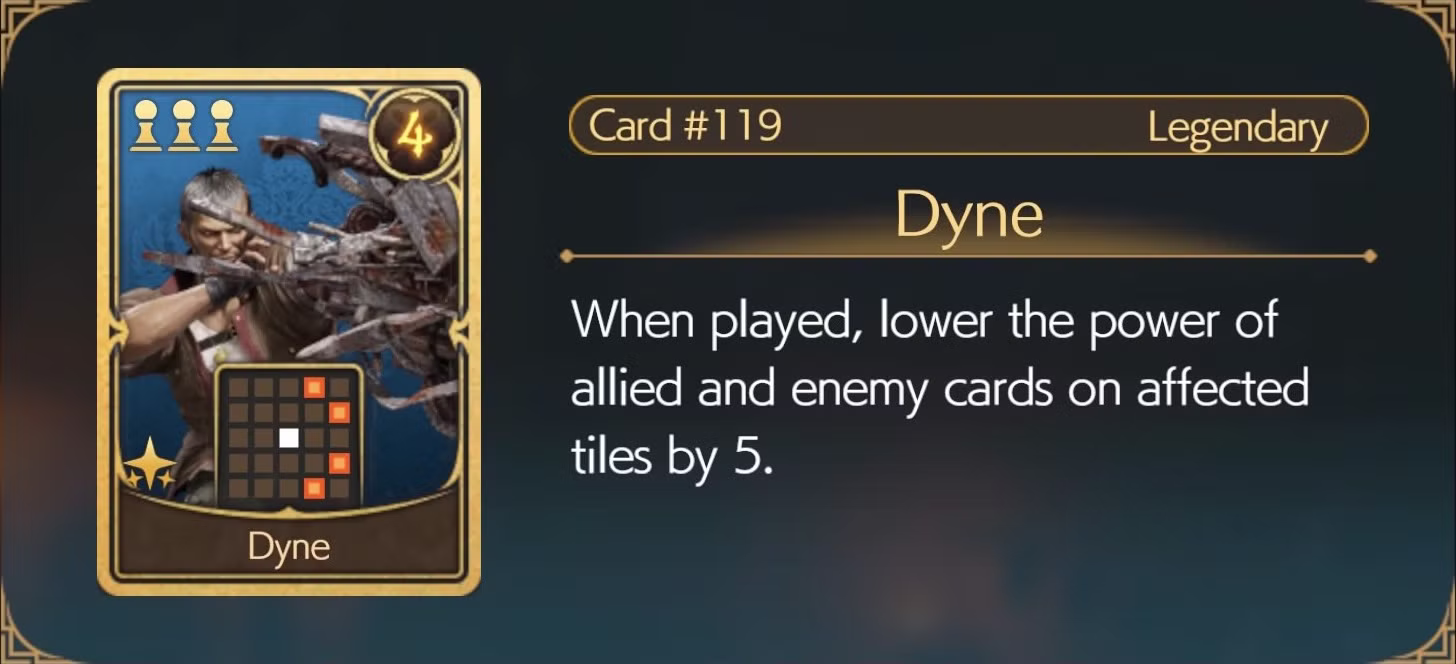 4
Dyne
Card #119 Legendary
Dyne
When played, lower the power of
allied and enemy cards on affected
tiles by 5.